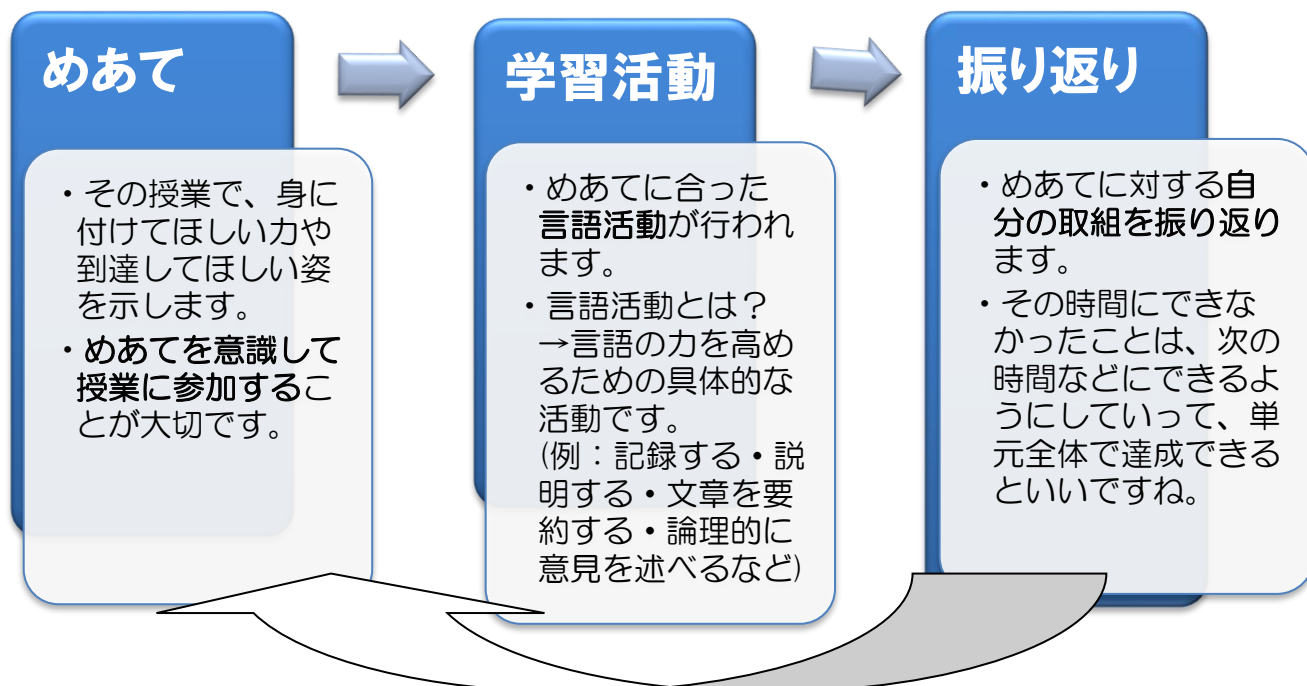 めあて
・その授業で、身に
付けてほしい力や
到達してほしい姿
を示します。
・めあてを意識して
授業に参加するこ
とが大切です。
学習活動
・めあてに合った
言語活動が行われ
ます。
・言語活動とは？
→言語の力を高め
るための具体的な
活動です。
(例：記録する・説
明する・文章を要
約する・論理的に
意見を述べるなど)
振り返り
・めあてに対する自
分の取組を振り返り
ます。
・その時間にできな
かったことは、次の
時間などにできるよ
うにしていって、単
元全体で達成できる
といいですね。